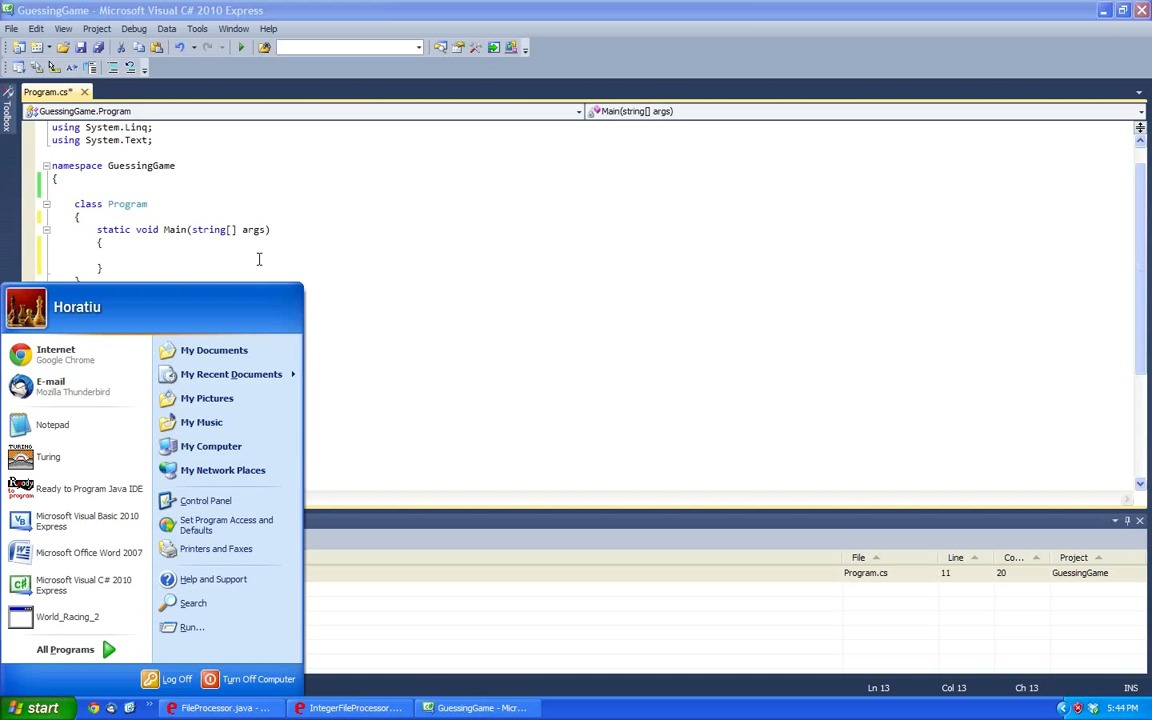 GuessingGame - Microsoft Visual C# 2010 Express
File Edit View Project Debug Data Tools Window Help
Program.cs*
Toolbox
GuessingGame.Program
Main(string[] args)
using System.Linq;
using System.Text;
namespace GuessingGame
{
class Program
{
static void Main(string[] args)
{
}
}
Horatiu
Internet
Google Chrome
E-mail
Mozilla Thunderbird
Notepad
TURING
Turing
Ready to program
Ready to Program Java IDE
VB
Microsoft Visual Basic 2010
Express
Microsoft Office Word 2007
C#
Microsoft Visual C# 2010
Express
World_Racing_2
All Programs
My Documents
My Recent Documents
My Pictures
My Music
My Computer
My Network Places
Control Panel
Set Program Access and
Defaults
Printers and Faxes
Help and Support
Search
Run...
Log Off
Turn Off Computer
File Line Co... Project
Program.cs 11 20 GuessingGame
Ln 13 Col 13 Ch 13 INS
start
FileProcessor.java - ...
IntegerFileProcessor....
GuessingGame - Micr...
5:44 PM